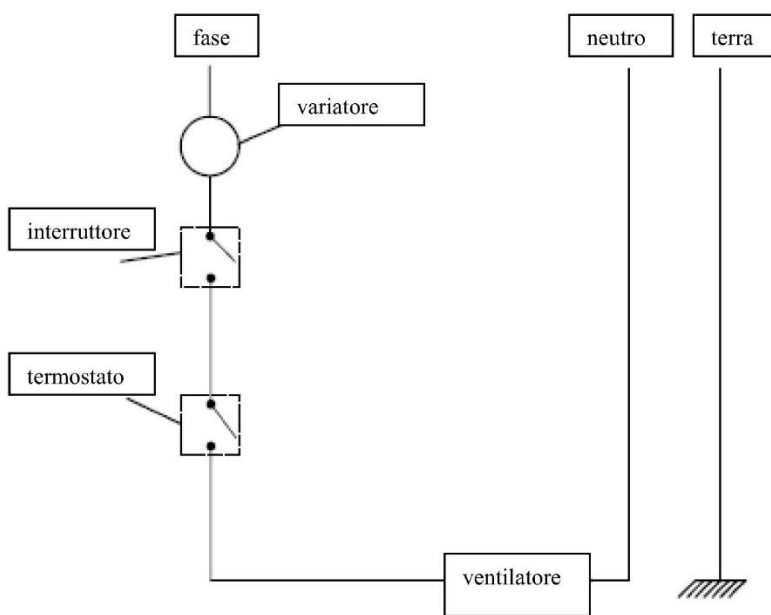 fase
neutro
terra
variatore
interruttore
termostato
ventilatore